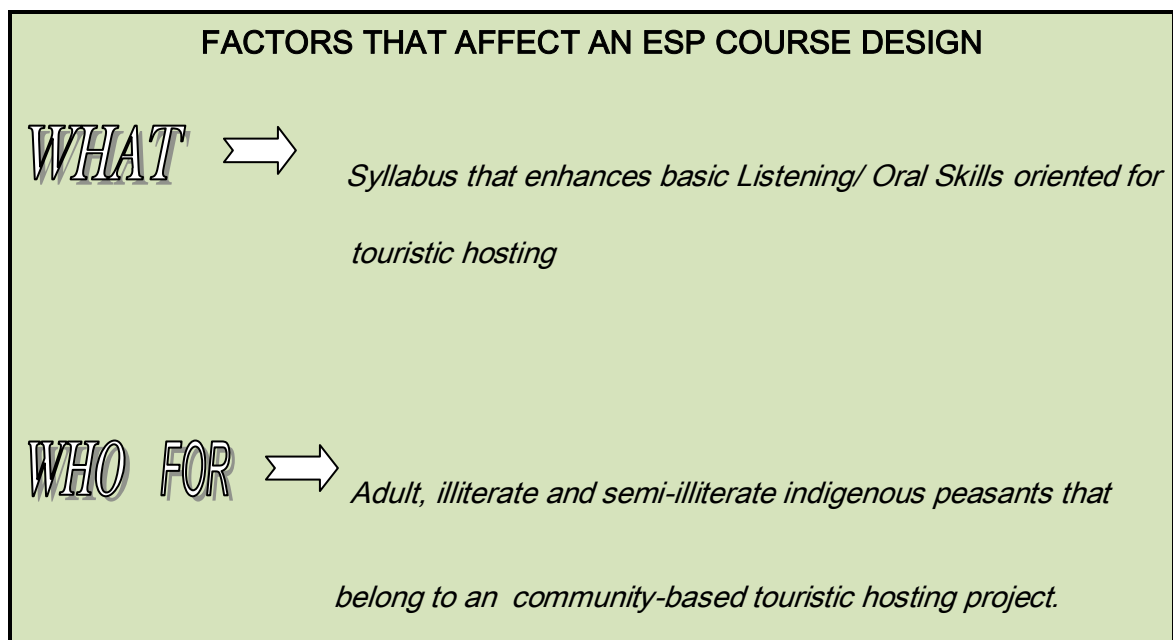 FACTORS THAT AFFECT AN ESP COURSE DESIGN
WHAT
Syllabus that enhances basic Listening/ Oral Skills oriented for
touristic hosting
WHO FOR
Adult, illiterate and semi-illiterate indigenous peasants that
belong to an community-based touristic hosting project.